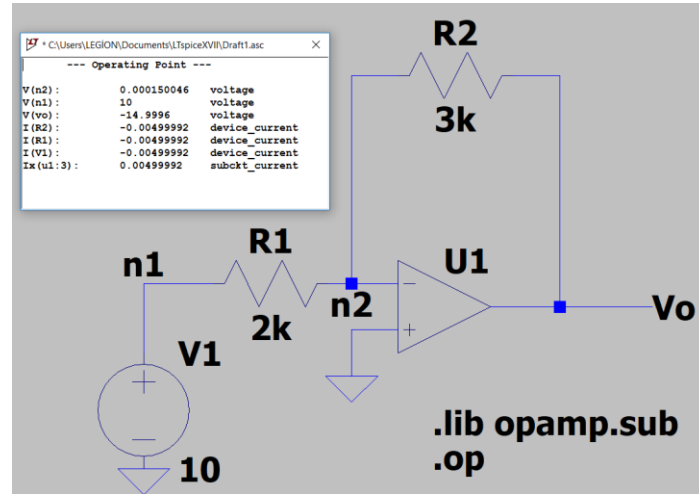 * C:\Users\LEGİON\Documents\LTspiceXVII\Draft1.asc
--- Operating Point ---
V(n2): 0.000150046 voltage
V(n1): 10 voltage
V(vo): -14.9996 voltage
I(R2): -0.00499992 device_current
I(R1): -0.00499992 device_current
I(V1): -0.00499992 device_current
Ix(u1:3): 0.00499992 subckt_current
R2
3k
R1
2k
n1
n2
U1
Vo
V1
10
.lib opamp.sub
.op